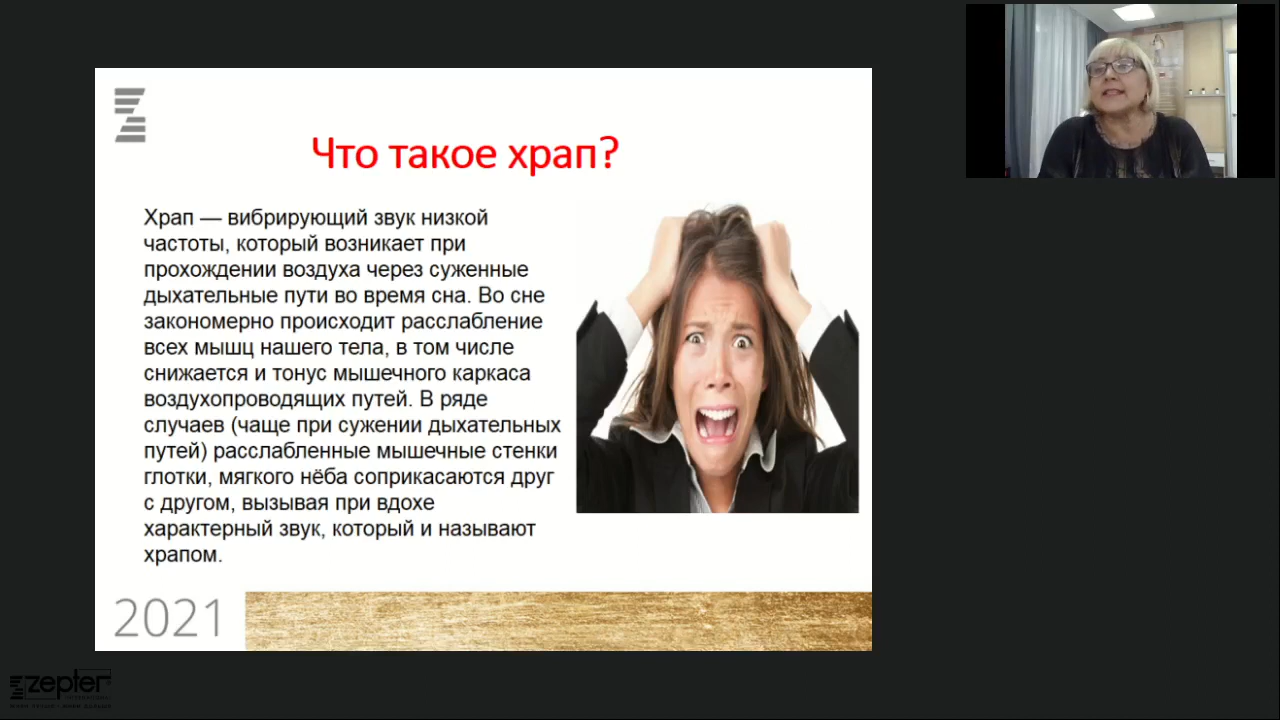 Что такое храп?
Храп — вибрирующий звук низкой
частоты, который возникает при
прохождении воздуха через суженные
дыхательные пути во время сна. Во сне
закономерно происходит расслабление
всех мышц нашего тела, в том числе
снижается и тонус мышечного каркаса
воздухопроводящих путей. В ряде
случаев (чаще при сужении дыхательных
путей) расслабленные мышечные стенки
глотки, мягкого нёба соприкасаются друг
с другом, вызывая при вдохе
характерный звук, который и называют
храпом.
2021
zepter